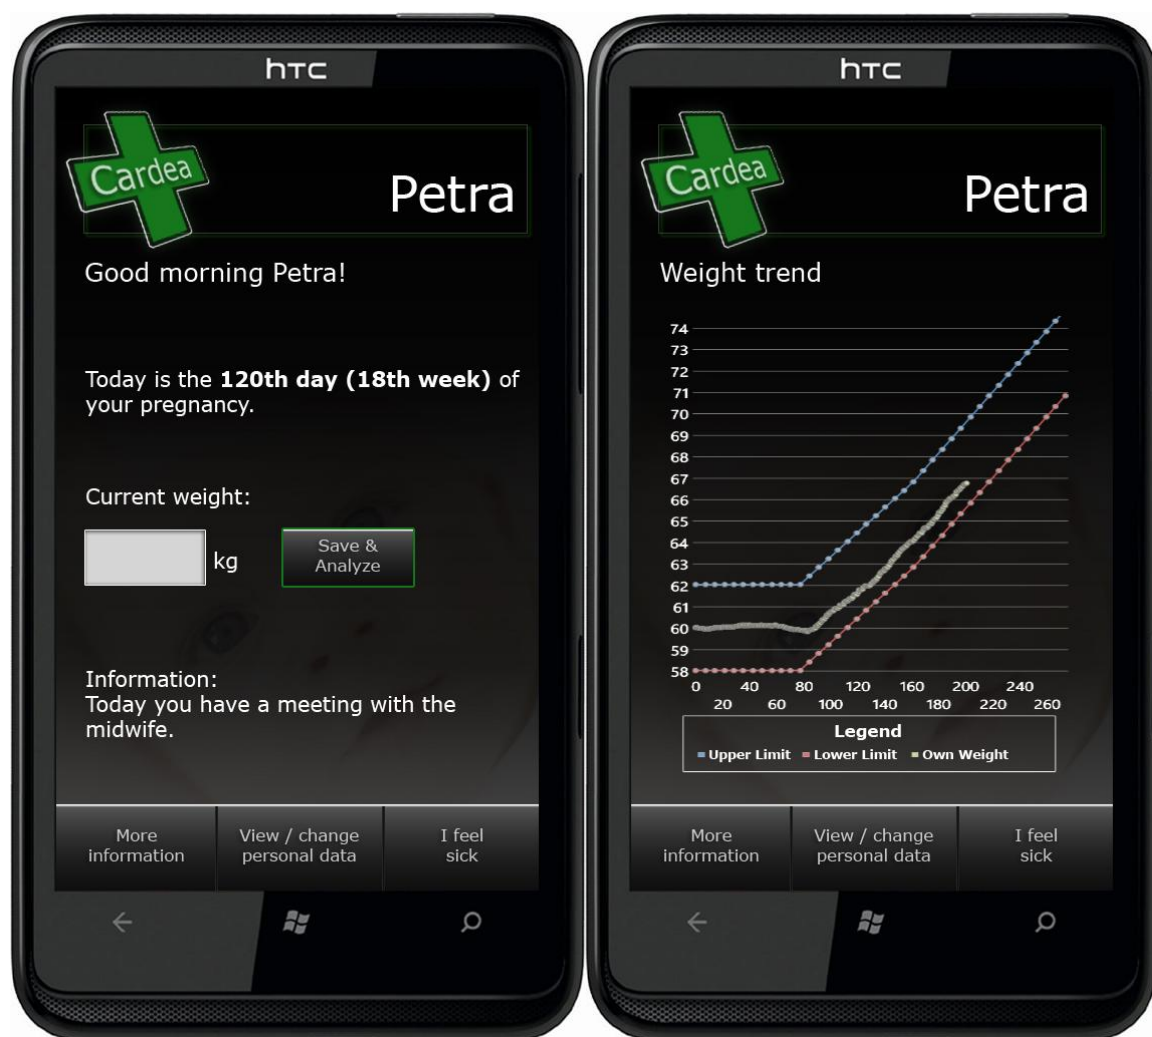 hTC
Cardea
Petra
Good morning Petra!
Today is the 120th day (18th week) of
your pregnancy.
Current weight:
kg
Save &
Analyze
Information:
Today you have a meeting with the
midwife.
More
information
View / change
personal data
I feel
sick
hTC
Cardea
Petra
Weight trend
74
73
72
71
70
69
68
67
66
65
64
63
62
61
60
59
58
0 40 80 120 160 200 240
20 60 100 140 180 220 260
Legend
Upper Limit Lower Limit Own Weight
More
information
View / change
personal data
I feel
sick